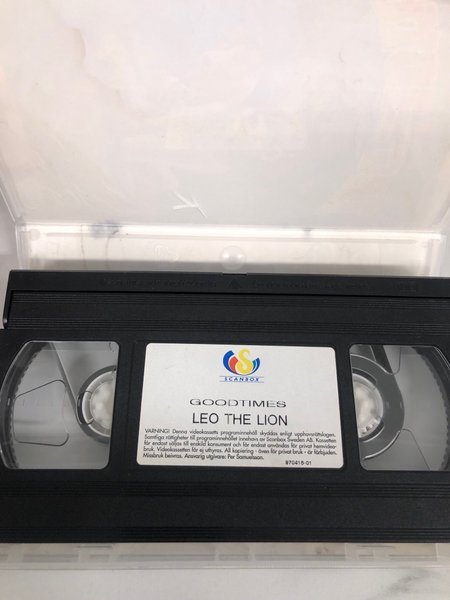 SCANBOX
GOODTIMES
LEO THE LION
VARNING! Denna videokassetts programinnehåll skyddas enligt upphovsrättslagen.
Samtliga rättigheter till programinnehållet innehas av Scanbox Sweden AB. Kassetten
får endast säljas till enskild konsument och får endast användas för privat hemvideo-
bruk. Videokassetten får ej uthyras. All kopiering - även för privat bruk - är förbjuden.
Missbruk beivras. Ansvarig utgivare: Per Samuelsson.
970415-01